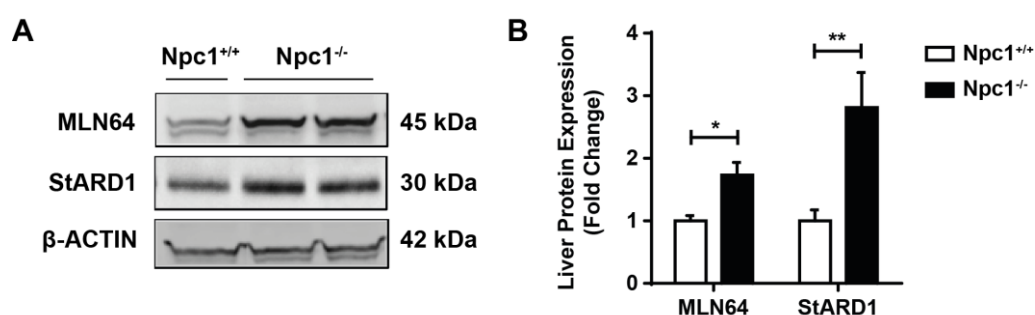 A
Npc1+/+ Npc1-/-
MLN64 45 kDa
StARD1 30 kDa
β-ACTIN 42 kDa
B
Liver Protein Expression
(Fold Change)
4
3
2
1
0
*
**
MLN64 StARD1
Npc1+/+
Npc1-/-